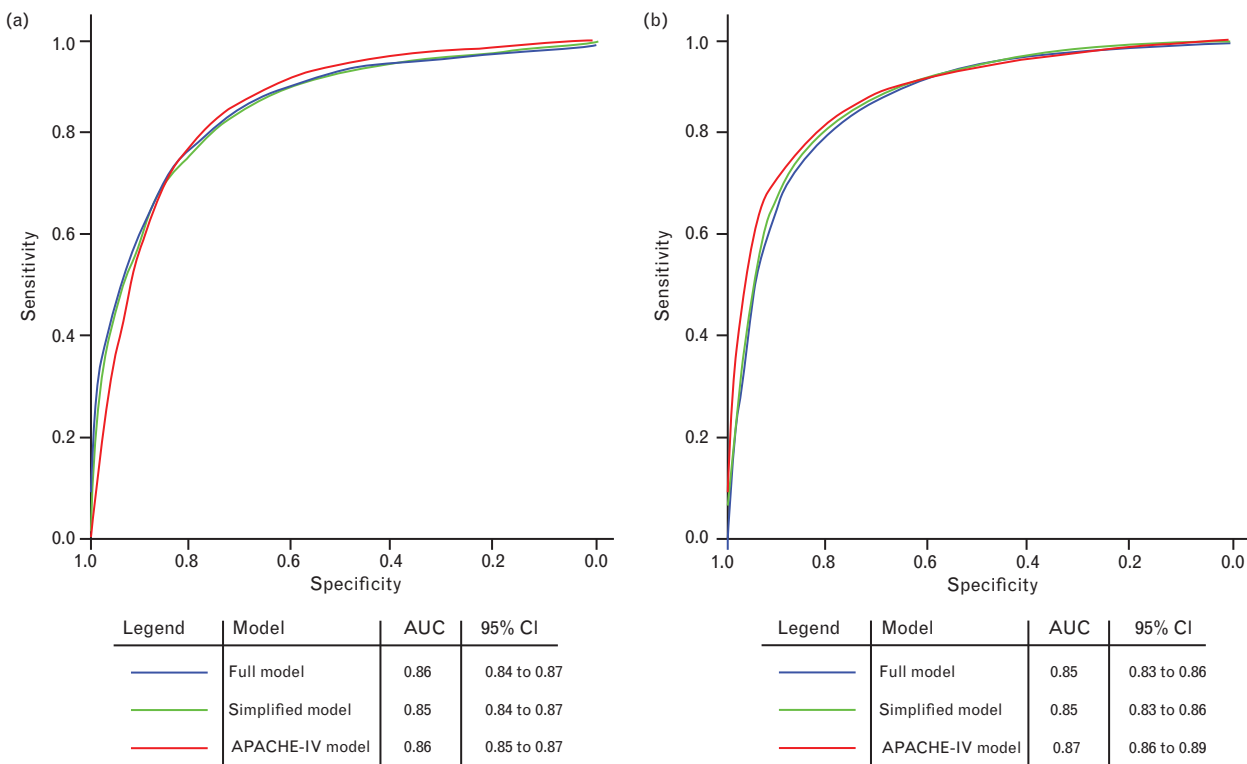 (a)
1.0
0.8
0.6
0.4
0.2
0.0
Sensitivity
1.0 0.8 0.6 0.4 0.2 0.0
Specificity
Legend Model AUC 95% CI
Full model 0.86 0.84 to 0.87
Simplified model 0.85 0.84 to 0.87
APACHE-IV model 0.86 0.85 to 0.87
(b)
1.0
0.8
0.6
0.4
0.2
0.0
Sensitivity
1.0 0.8 0.6 0.4 0.2 0.0
Specificity
Legend Model AUC 95% CI
Full model 0.85 0.83 to 0.86
Simplified model 0.85 0.83 to 0.86
APACHE-IV model 0.87 0.86 to 0.89